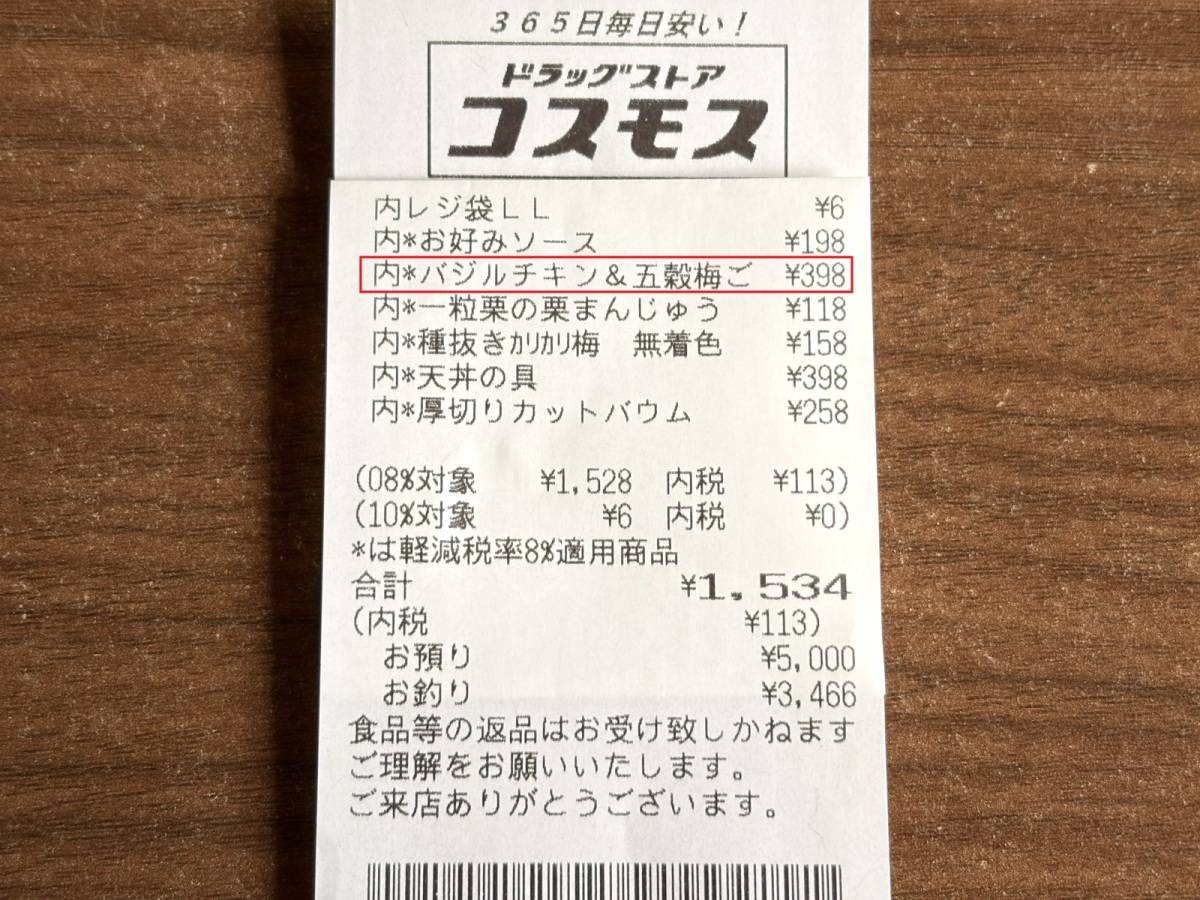 365日毎日安い!
ドラッグストア
コスモス
内レジ袋LL ¥6
内*お好みソース ¥198
内*バジルチキン&五穀梅ご ¥398
内*一粒栗の栗まんじゅう ¥118
内*種抜きカリカリ梅 無着色 ¥158
内*天丼の具 ¥398
内*厚切りカットバウム ¥258
(08%対象 ¥1,528 内税 ¥113)
(10%対象 ¥6 内税 ¥0)
*は軽減税率8%適用商品
合計 ¥1,534
(内税 ¥113)
お預り ¥5,000
お釣り ¥3,466
食品等の返品はお受け致しかねます
ご理解をお願いいたします。
ご来店ありがとうございます。